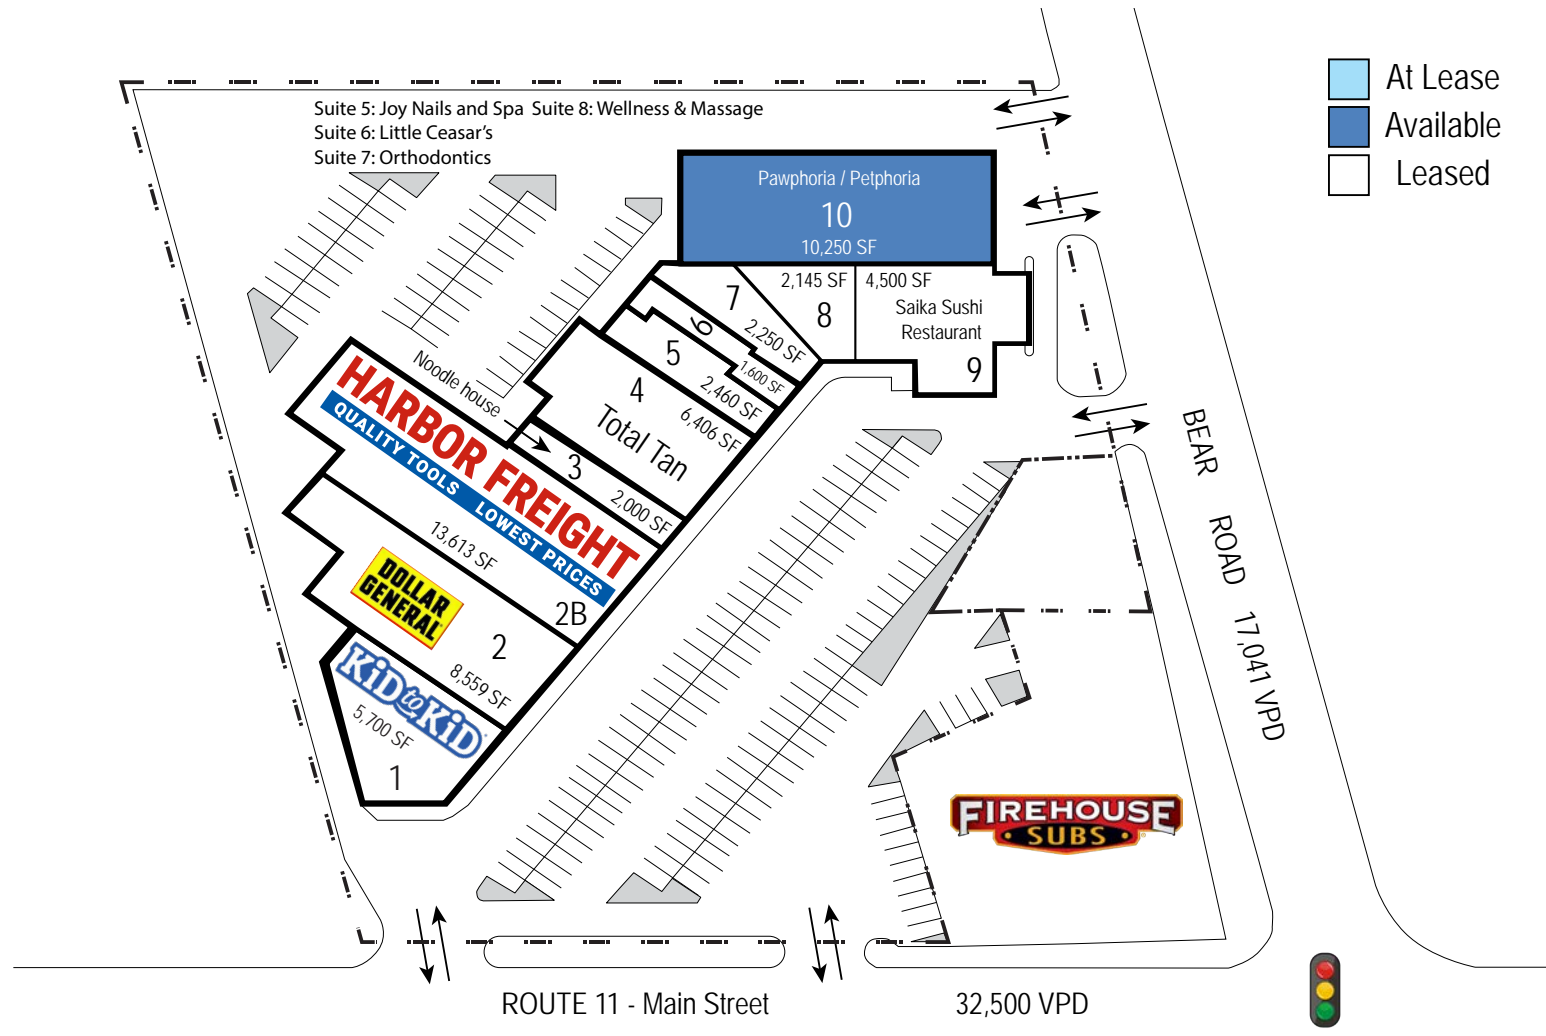 At Lease
Available
Leased
Suite 5: Joy Nails and Spa Suite 8: Wellness & Massage
Suite 6: Little Ceasar's
Suite 7: Orthodontics
Pawphoria / Petphoria
10
10,250 SF
7
2,250 SF
2,145 SF
8
4,500 SF
Saika Sushi
Restaurant
9
6
1,600 SF
5
2,460 SF
4
6,406 SF
Total Tan
Noodle house
3
2,000 SF
HARBOR FREIGHT
QUALITY TOOLS LOWEST PRICES
13,613 SF
2B
DOLLAR
GENERAL
2
8,559 SF
KiD to KiD
5,700 SF
1
BEAR ROAD 17,041 VPD
FIREHOUSE
SUBS
ROUTE 11 - Main Street 32,500 VPD